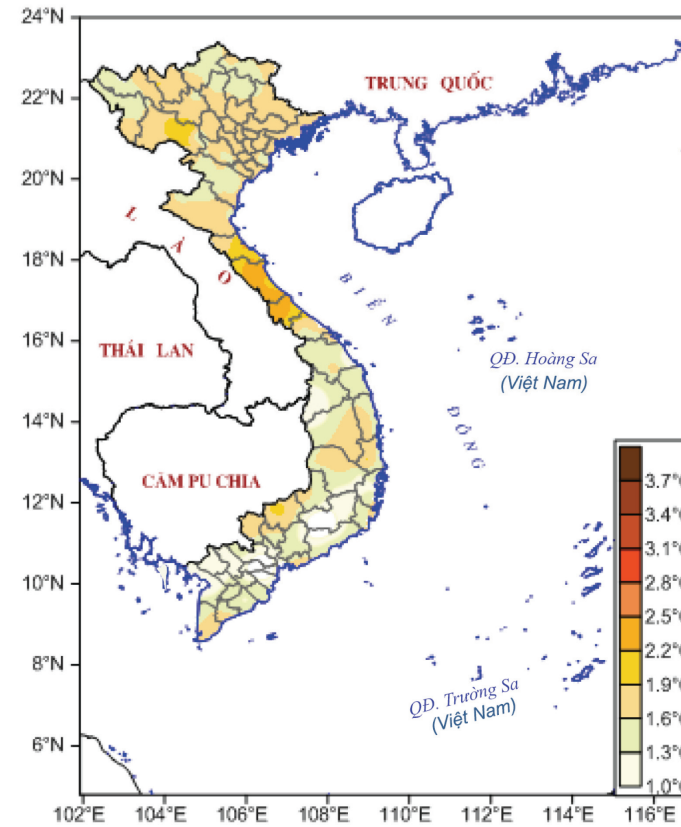 24°N
22°N
20°N
18°N
16°N
14°N
12°N
10°N
8°N
6°N
TRUNG QUỐC
LÀO
BIỂN
ĐÔNG
THÁI LAN
QĐ. Hoàng Sa
(Việt Nam)
CĂM PU CHIA
QĐ. Trường Sa
(Việt Nam)
3.7°
3.4°
3.1°
2.8°
2.5°
2.2°
1.9°
1.6°
1.3°
1.0°
102°E 104°E 106°E 108°E 110°E 112°E 114°E 116°E